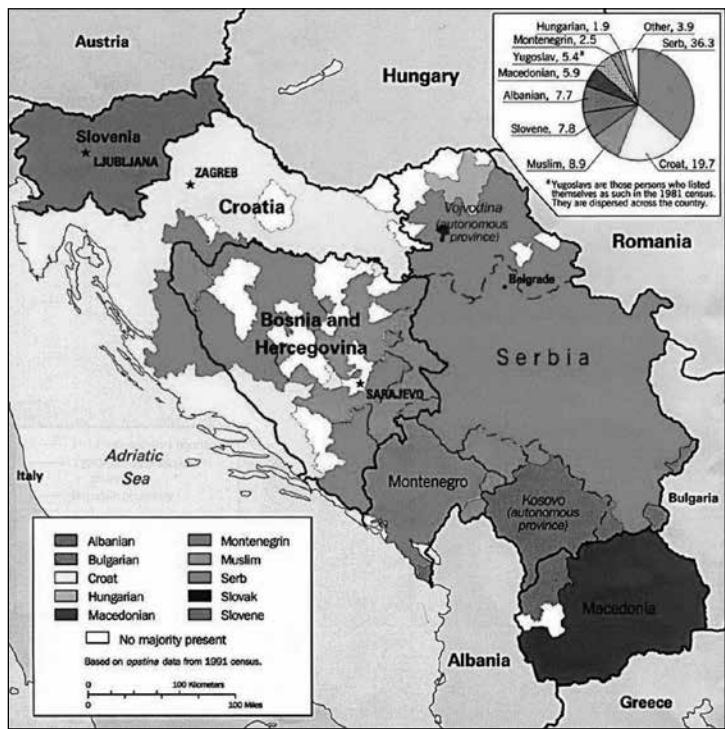 Austria
Hungary
Hungarian, 1.9
Other, 3.9
Montenegrin, 2.5
Serb, 36.3
Yugoslav, 5.4*
Macedonian, 5.9
Albanian, 7.7
Slovene, 7.8
Muslim, 8.9
Croat, 19.7
*Yugoslavs are those persons who listed
themselves as such in the 1981 census.
They are dispersed across the country.
Slovenia
LJUBLJANA
ZAGREB
Croatia
Vojvodina
(autonomous
province)
Romania
Belgrade
Bosnia and
Hercegovina
Serbia
SARAJEVO
Adriatic
Sea
Italy
Montenegro
Kosovo
(autonomous
province)
Bulgaria
Macedonia
Albania
Greece
Albanian
Bulgarian
Croat
Hungarian
Macedonian
Montenegrin
Muslim
Serb
Slovak
Slovene
No majority present
Based on opstina data from 1991 census.
0 100 Kilometers
0 100 Miles